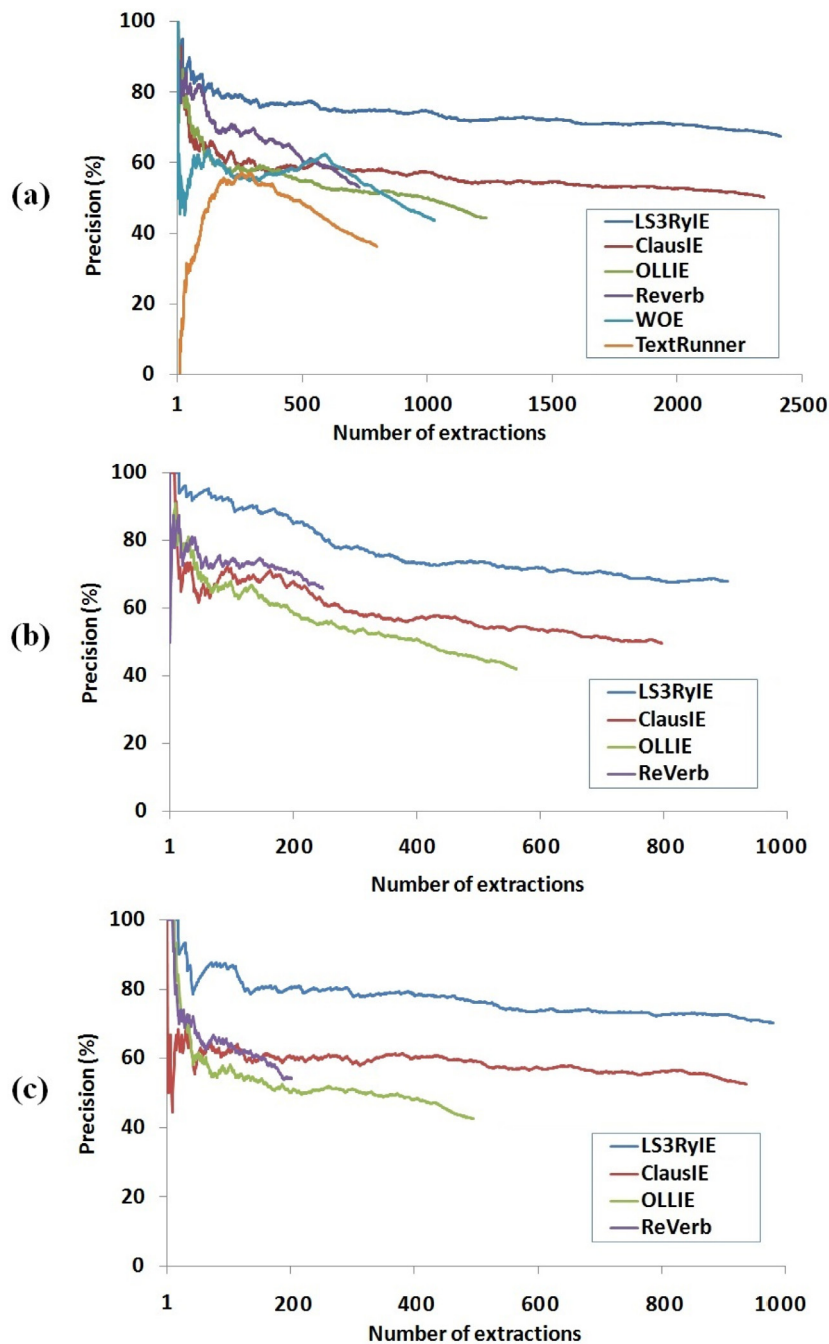 (a)
Precision (%)
100
80
60
40
20
0
1 500 1000 1500 2000 2500
Number of extractions
LS3RyIE
ClausIE
OLLIE
Reverb
WOE
TextRunner
(b)
Precision (%)
100
80
60
40
20
0
1 200 400 600 800 1000
Number of extractions
LS3RyIE
ClausIE
OLLIE
ReVerb
(c)
Precision (%)
100
80
60
40
20
0
1 200 400 600 800 1000
Number of extractions
LS3RyIE
ClausIE
OLLIE
ReVerb